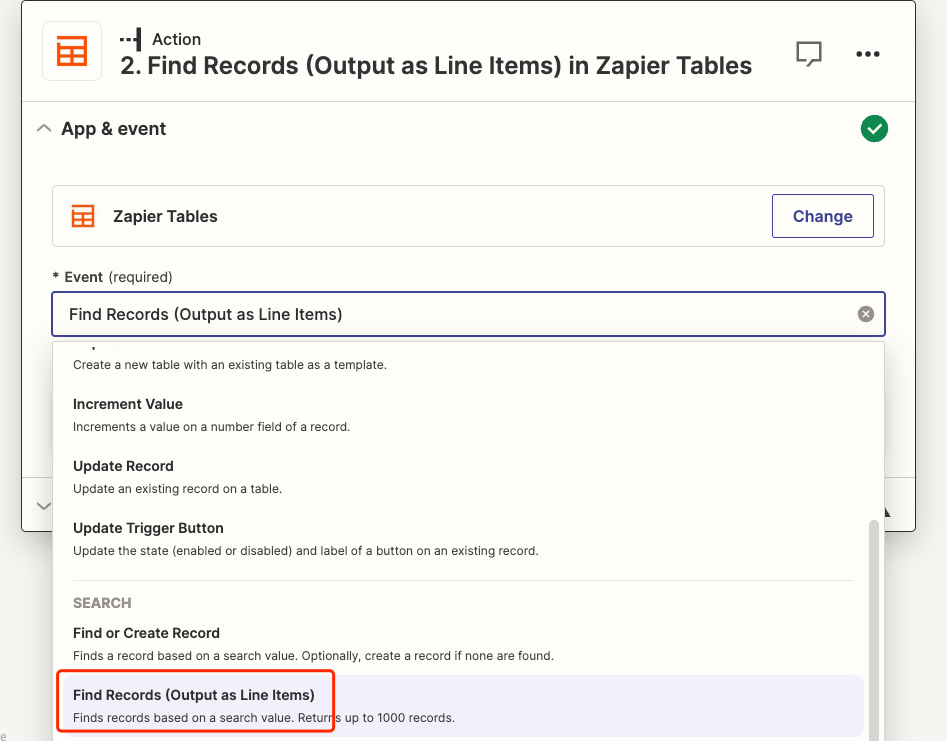 Action
2. Find Records (Output as Line Items) in Zapier Tables
App & event
Zapier Tables
Change
* Event (required)
Find Records (Output as Line Items)
Create a new table with an existing table as a template.
Increment Value
Increments a value on a number field of a record.
Update Record
Update an existing record on a table.
Update Trigger Button
Update the state (enabled or disabled) and label of a button on an existing record.
SEARCH
Find or Create Record
Finds a record based on a search value. Optionally, create a record if none are found.
Find Records (Output as Line Items)
Finds records based on a search value. Returns up to 1000 records.
e